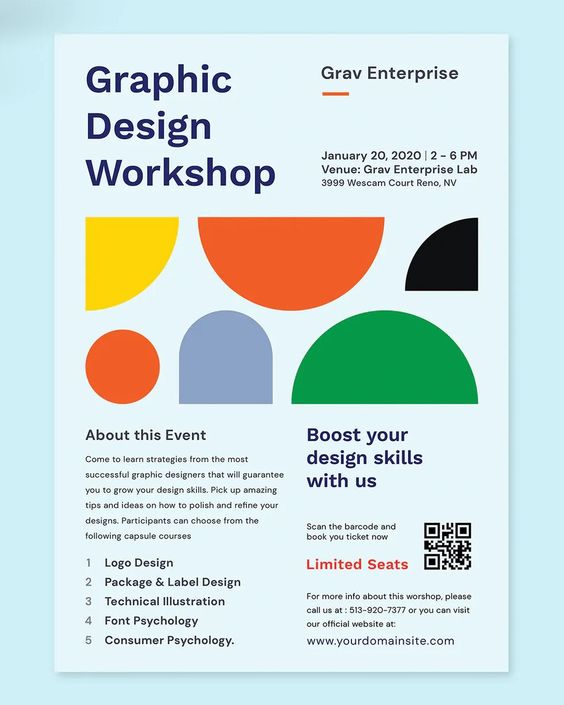 Graphic
Design
Workshop
Grav Enterprise
January 20, 2020 | 2 - 6 PM
Venue: Grav Enterprise Lab
3999 Wescam Court Reno, NV
About this Event
Come to learn strategies from the most
successful graphic designers that will guarantee
you to grow your design skills. Pick up amazing
tips and ideas on how to polish and refine your
designs. Participants can choose from the
following capsule courses
1 Logo Design
2 Package & Label Design
3 Technical Illustration
4 Font Psychology
5 Consumer Psychology.
Boost your
design skills
with us
Scan the barcode and
book you ticket now
Limited Seats
For more info about this worshop, please
call us at : 513-920-7377 or you can visit
our official website at:
www.yourdomainsite.com